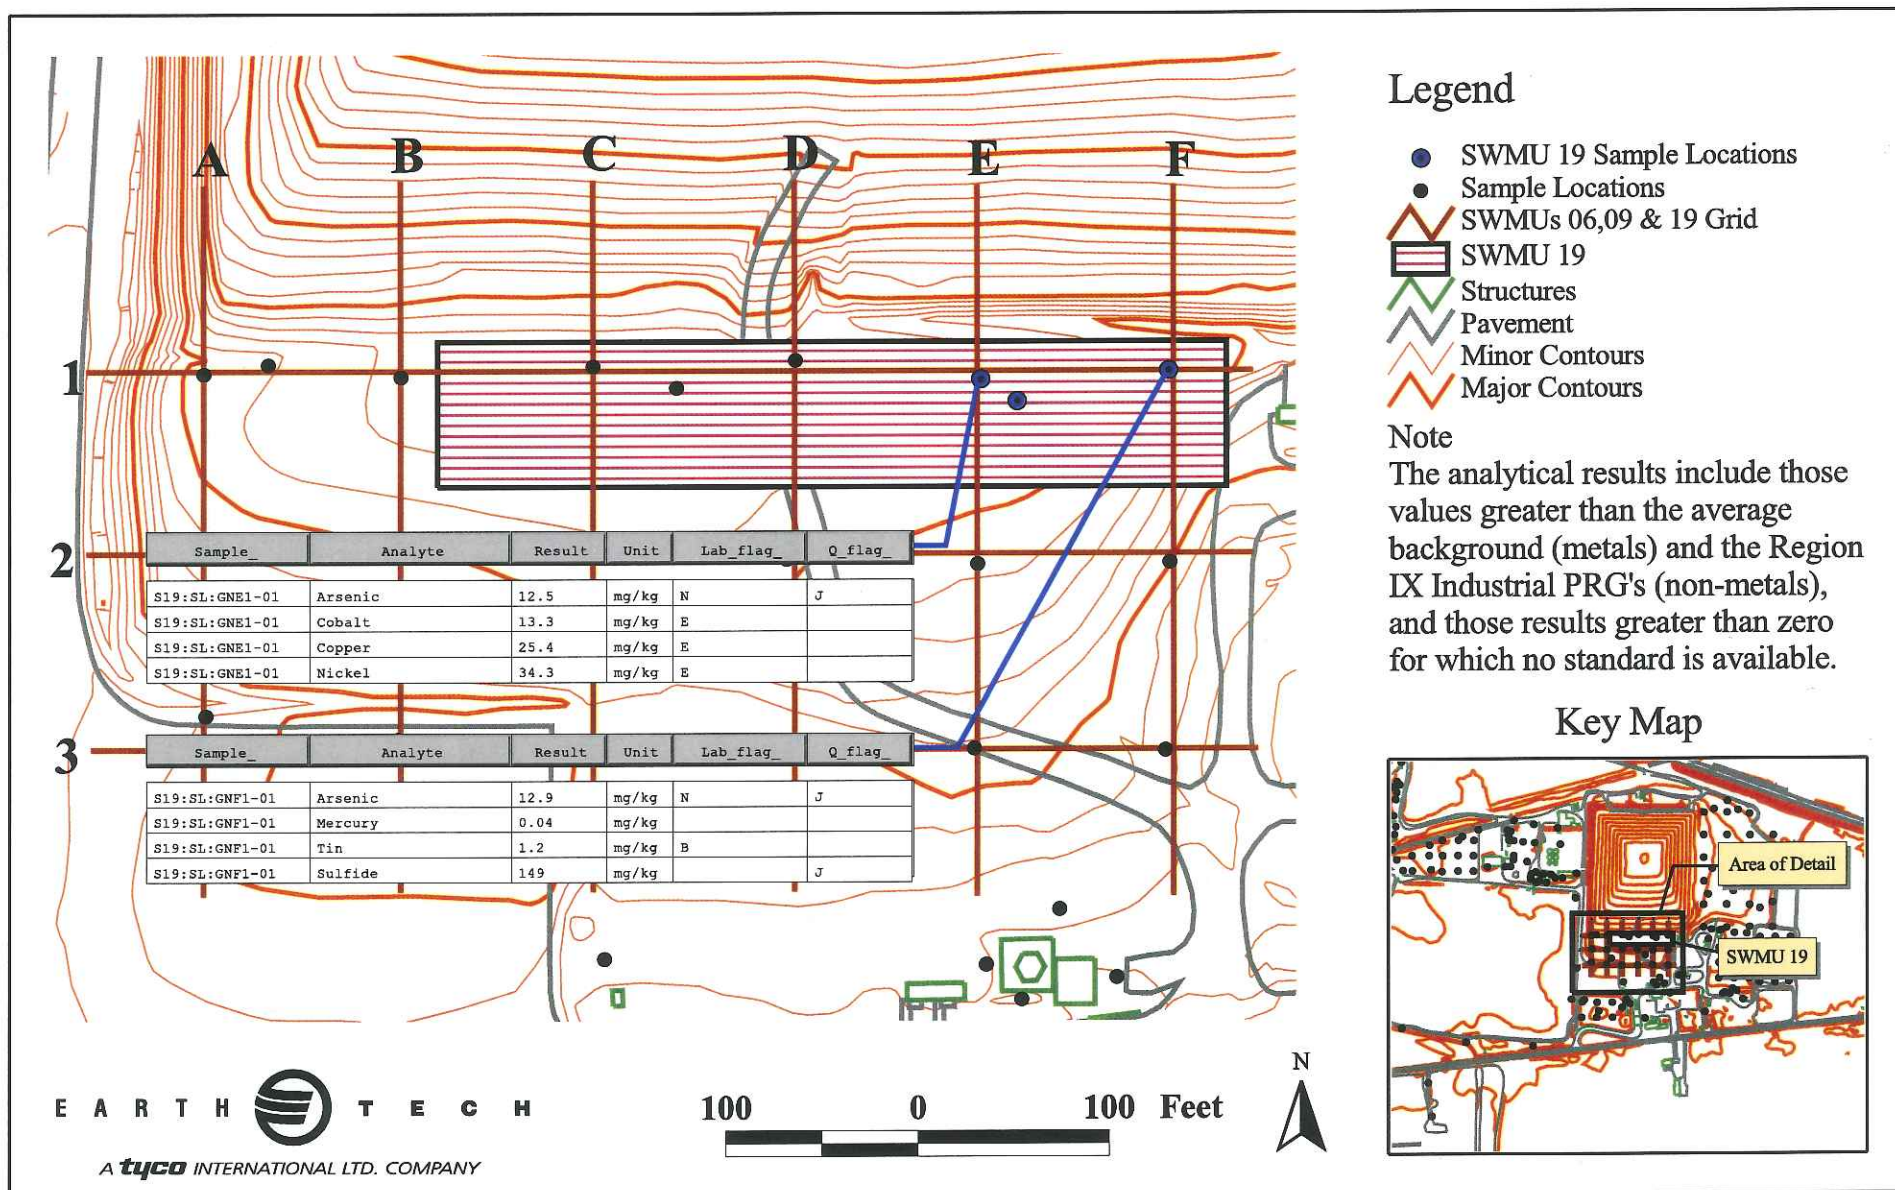 A B C D E F
1
2
3
Sample_ Analyte Result Unit Lab_flag_ Q_flag_
S19:SL:GNE1-01 Arsenic 12.5 mg/kg N J
S19:SL:GNE1-01 Cobalt 13.3 mg/kg E
S19:SL:GNE1-01 Copper 25.4 mg/kg E
S19:SL:GNE1-01 Nickel 34.3 mg/kg E
Sample_ Analyte Result Unit Lab_flag_ Q_flag_
S19:SL:GNF1-01 Arsenic 12.9 mg/kg N J
S19:SL:GNF1-01 Mercury 0.04 mg/kg
S19:SL:GNF1-01 Tin 1.2 mg/kg B
S19:SL:GNF1-01 Sulfide 149 mg/kg J
Legend
SWMU 19 Sample Locations
Sample Locations
SWMUs 06,09 & 19 Grid
SWMU 19
Structures
Pavement
Minor Contours
Major Contours
Note
The analytical results include those
values greater than the average
background (metals) and the Region
IX Industrial PRG's (non-metals),
and those results greater than zero
for which no standard is available.
Key Map
Area of Detail
SWMU 19
EARTH TECH
A tyco INTERNATIONAL LTD. COMPANY
100 0 100 Feet
N